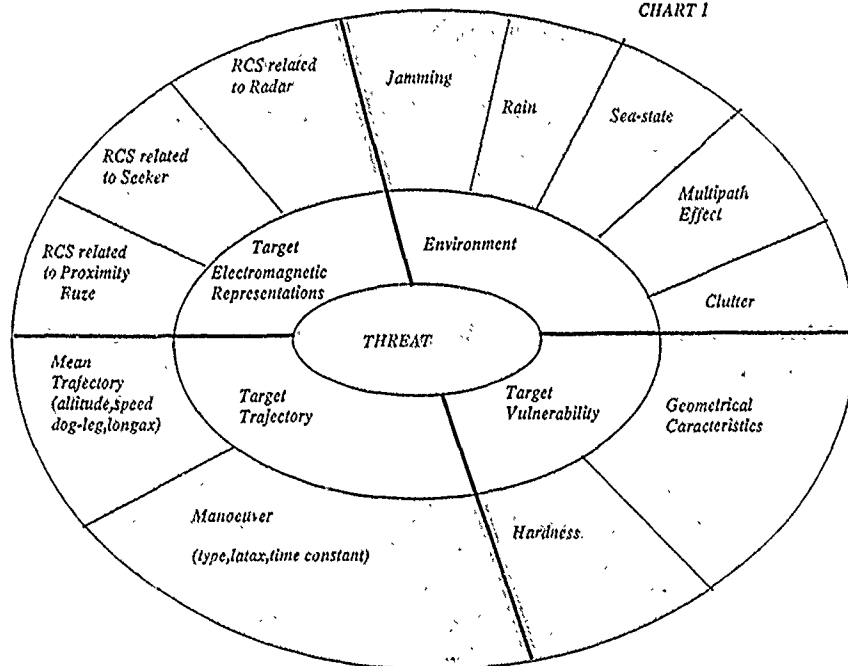 CHART 1
RCS related
to Radar
Jamming
Rain
Sea-state
RCS related
to Seeker
Multipath
Effect
RCS related
to Proximity
Fuze
Target
Electromagnetic
Representations
Environment
Clutter
THREAT
Mean
Trajectory
(altitude,speed
dog-leg,longax)
Target
Trajectory
Target
Vulnerability
Geometrical
Caracteristics
Manoeuver
(type,latax,time constant)
Hardness